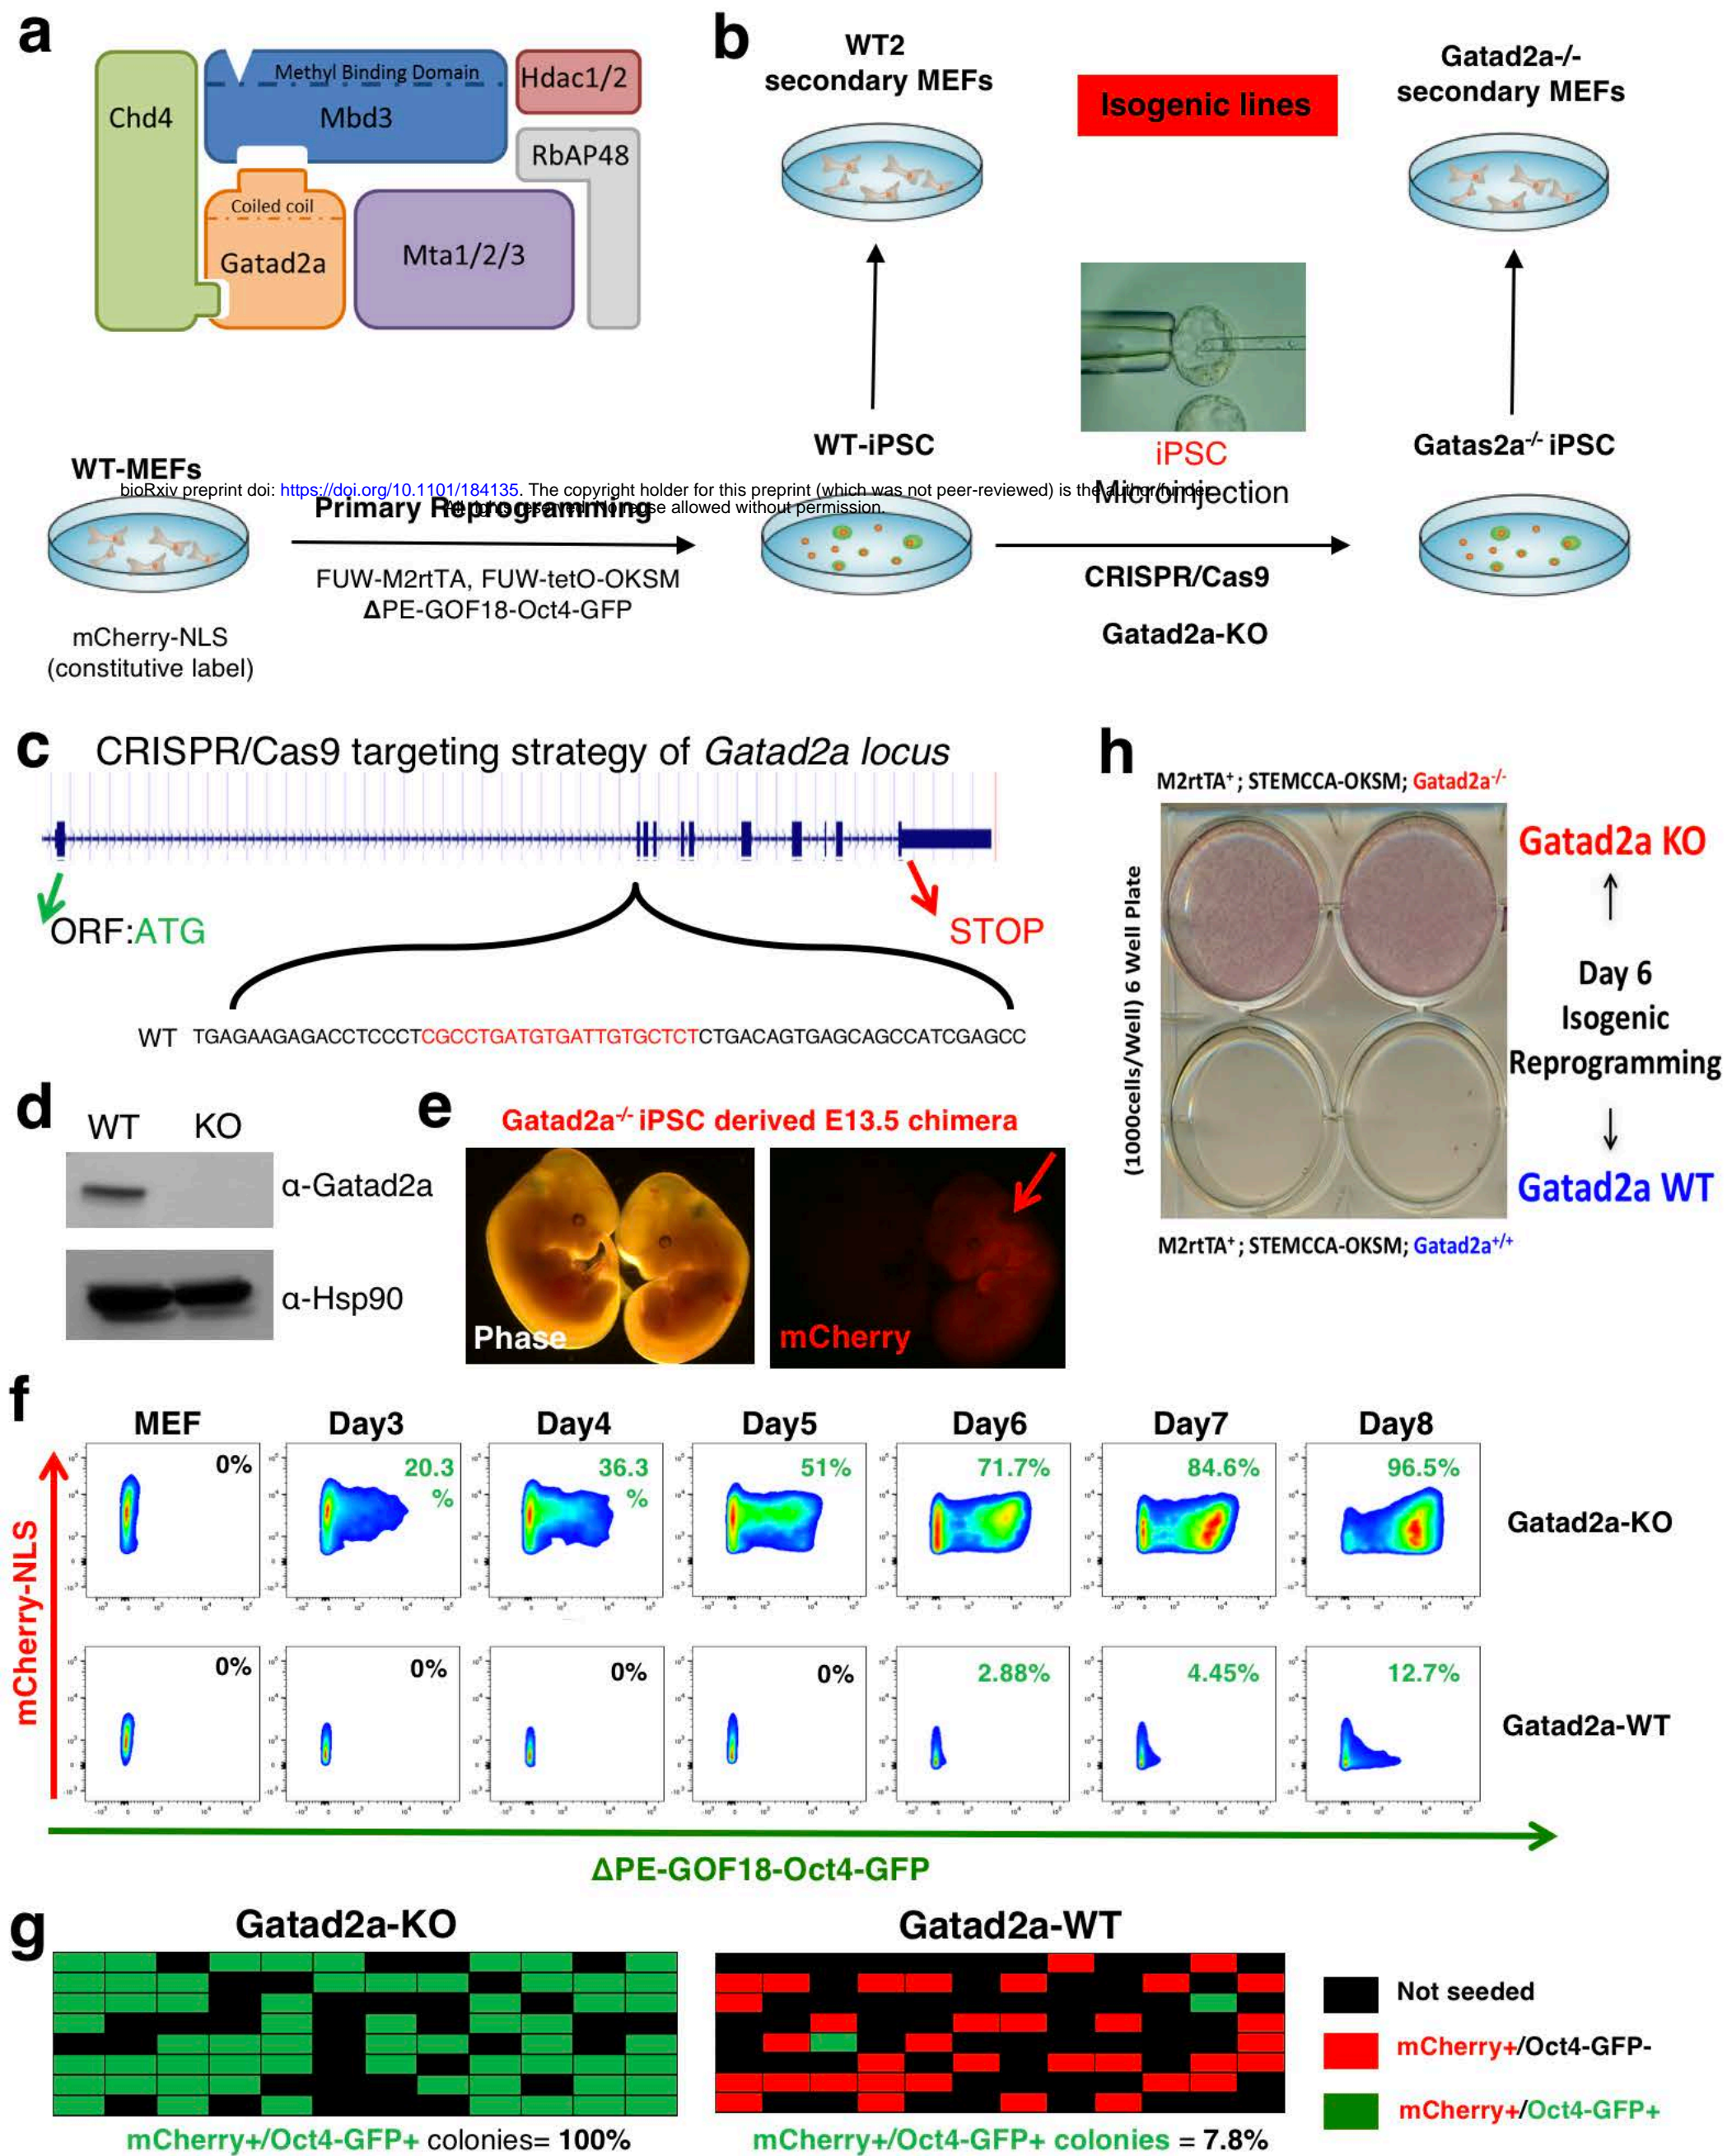 a
Chd4
Methyl Binding Domain
Mbd3
Hdac1/2
RbAP48
Coiled coil
Gatad2a
Mta1/2/3
b
WT2
secondary MEFs
Isogenic lines
Gatad2a-/-
secondary MEFs
WT-iPSC
iPSC
Microinjection
Gatas2a-/- iPSC
WT-MEFs
bioRxiv preprint doi: https://doi.org/10.1101/184135. The copyright holder for this preprint (which was not peer-reviewed) is the author/funder.
All rights reserved. No reuse allowed without permission.
Primary Reprogramming
FUW-M2rtTA, FUW-tetO-OKSM
ΔPE-GOF18-Oct4-GFP
mCherry-NLS
(constitutive label)
CRISPR/Cas9
Gatad2a-KO
c
CRISPR/Cas9 targeting strategy of Gatad2a locus
ORF:ATG
STOP
WT TGAGAAGAGACCTCCCTCGCCTGATGTGATTGTGCTCTCTGACAGTGAGCAGCCATCGAGCC
h
M2rtTA+; STEMCCA-OKSM; Gatad2a-/-
(1000cells/Well) 6 Well Plate
Gatad2a KO
Day 6
Isogenic
Reprogramming
Gatad2a WT
M2rtTA+; STEMCCA-OKSM; Gatad2a+/+
d
WT KO
α-Gatad2a
α-Hsp90
e
Gatad2a-/- iPSC derived E13.5 chimera
Phase
mCherry
f
MEF Day3 Day4 Day5 Day6 Day7 Day8
0% 20.3 % 36.3 % 51% 71.7% 84.6% 96.5%
Gatad2a-KO
mCherry-NLS
0% 0% 0% 0% 2.88% 4.45% 12.7%
Gatad2a-WT
ΔPE-GOF18-Oct4-GFP
g
Gatad2a-KO
Gatad2a-WT
Not seeded
mCherry+/Oct4-GFP-
mCherry+/Oct4-GFP+
mCherry+/Oct4-GFP+ colonies= 100%
mCherry+/Oct4-GFP+ colonies = 7.8%